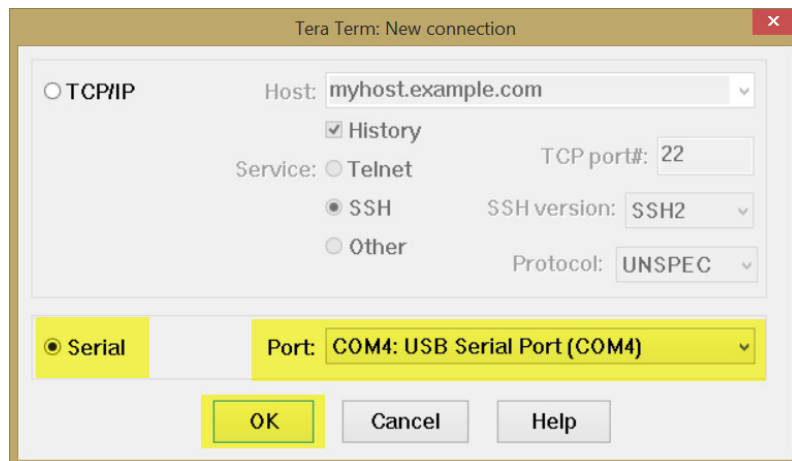 Tera Term: New connection
TCP/IP Host: myhost.example.com
History
Service: Telnet TCP port#: 22
SSH SSH version: SSH2
Other Protocol: UNSPEC
Serial Port: COM4: USB Serial Port (COM4)
OK Cancel Help